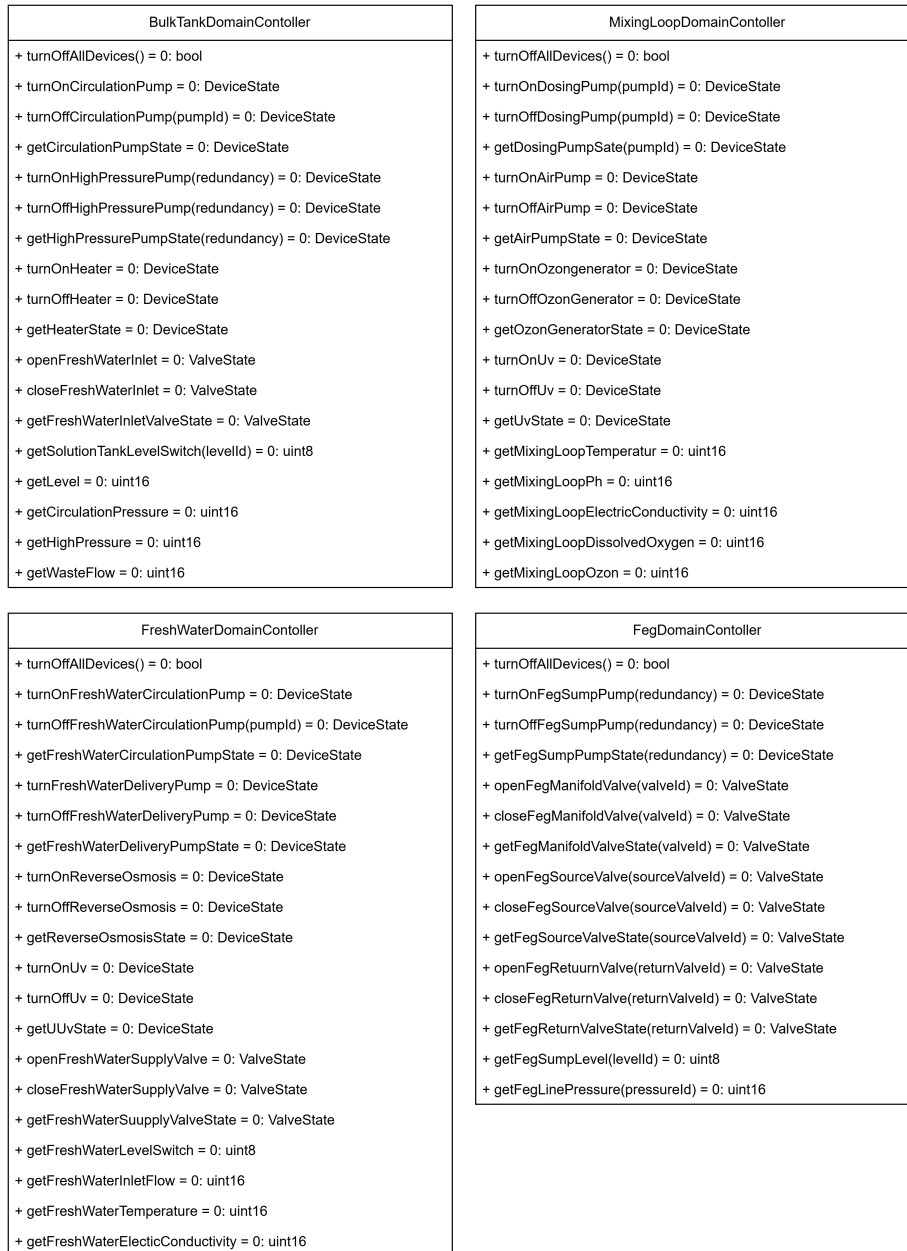 BulkTankDomainContoller
+ turnOffAllDevices() = 0: bool
+ turnOnCirculationPump = 0: DeviceState
+ turnOffCirculationPump(pumpId) = 0: DeviceState
+ getCirculationPumpState = 0: DeviceState
+ turnOnHighPressurePump(redundancy) = 0: DeviceState
+ turnOffHighPressurePump(redundancy) = 0: DeviceState
+ getHighPressurePumpState(redundancy) = 0: DeviceState
+ turnOnHeater = 0: DeviceState
+ turnOffHeater = 0: DeviceState
+ getHeaterState = 0: DeviceState
+ openFreshWaterInlet = 0: ValveState
+ closeFreshWaterInlet = 0: ValveState
+ getFreshWaterInletValveState = 0: ValveState
+ getSolutionTankLevelSwitch(levelId) = 0: uint8
+ getLevel = 0: uint16
+ getCirculationPressure = 0: uint16
+ getHighPressure = 0: uint16
+ getWasteFlow = 0: uint16
MixingLoopDomainContoller
+ turnOffAllDevices() = 0: bool
+ turnOnDosingPump(pumpId) = 0: DeviceState
+ turnOffDosingPump(pumpId) = 0: DeviceState
+ getDosingPumpSate(pumpId) = 0: DeviceState
+ turnOnAirPump = 0: DeviceState
+ turnOffAirPump = 0: DeviceState
+ getAirPumpState = 0: DeviceState
+ turnOnOzongenerator = 0: DeviceState
+ turnOffOzonGenerator = 0: DeviceState
+ getOzonGeneratorState = 0: DeviceState
+ turnOnUv = 0: DeviceState
+ turnOffUv = 0: DeviceState
+ getUvState = 0: DeviceState
+ getMixingLoopTemperatur = 0: uint16
+ getMixingLoopPh = 0: uint16
+ getMixingLoopElectricConductivity = 0: uint16
+ getMixingLoopDissolvedOxygen = 0: uint16
+ getMixingLoopOzon = 0: uint16
FreshWaterDomainContoller
+ turnOffAllDevices() = 0: bool
+ turnOnFreshWaterCirculationPump = 0: DeviceState
+ turnOffFreshWaterCirculationPump(pumpId) = 0: DeviceState
+ getFreshWaterCirculationPumpState = 0: DeviceState
+ turnFreshWaterDeliveryPump = 0: DeviceState
+ turnOffFreshWaterDeliveryPump = 0: DeviceState
+ getFreshWaterDeliveryPumpState = 0: DeviceState
+ turnOnReverseOsmosis = 0: DeviceState
+ turnOffReverseOsmosis = 0: DeviceState
+ getReverseOsmosisState = 0: DeviceState
+ turnOnUv = 0: DeviceState
+ turnOffUv = 0: DeviceState
+ getUUvState = 0: DeviceState
+ openFreshWaterSupplyValve = 0: ValveState
+ closeFreshWaterSupplyValve = 0: ValveState
+ getFreshWaterSuupplyValveState = 0: ValveState
+ getFreshWaterLevelSwitch = 0: uint8
+ getFreshWaterInletFlow = 0: uint16
+ getFreshWaterTemperature = 0: uint16
+ getFreshWaterElecticConductivity = 0: uint16
FegDomainContoller
+ turnOffAllDevices() = 0: bool
+ turnOnFegSumpPump(redundancy) = 0: DeviceState
+ turnOffFegSumpPump(redundancy) = 0: DeviceState
+ getFegSumpPumpState(redundancy) = 0: DeviceState
+ openFegManifoldValve(valveId) = 0: ValveState
+ closeFegManifoldValve(valveId) = 0: ValveState
+ getFegManifoldValveState(valveId) = 0: ValveState
+ openFegSourceValve(sourceValveId) = 0: ValveState
+ closeFegSourceValve(sourceValveId) = 0: ValveState
+ getFegSourceValveState(sourceValveId) = 0: ValveState
+ openFegRetuurnValve(returnValveId) = 0: ValveState
+ closeFegReturnValve(returnValveId) = 0: ValveState
+ getFegReturnValveState(returnValveId) = 0: ValveState
+ getFegSumpLevel(levelId) = 0: uint8
+ getFegLinePressure(pressureId) = 0: uint16